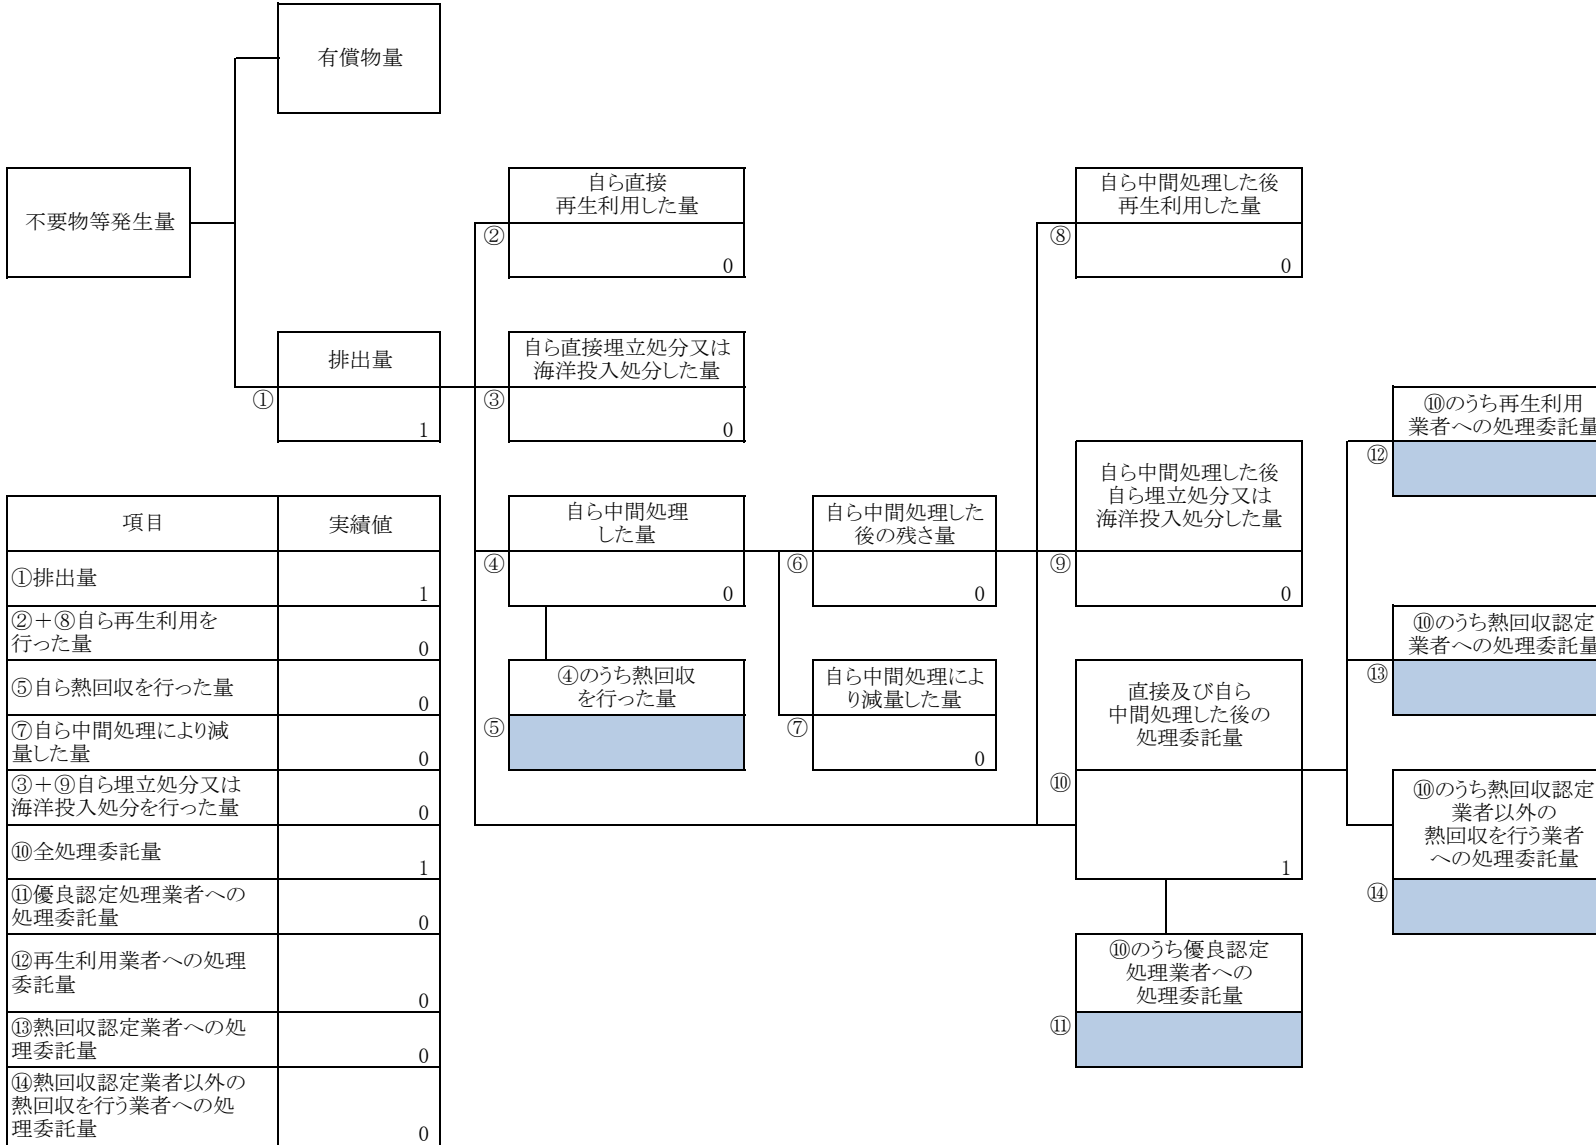 有償物量
不要物等発生量
自ら直接
再生利用した量
②
0
自ら中間処理した後
再生利用した量
⑧
0
排出量
①
1
自ら直接埋立処分又は
海洋投入処分した量
③
0
⑩のうち再生利用
業者への処理委託量
⑫
自ら中間処理
した量
④
0
自ら中間処理した
後の残さ量
⑥
0
自ら中間処理した後
自ら埋立処分又は
海洋投入処分した量
⑨
0
⑩のうち熱回収認定
業者への処理委託量
⑬
④のうち熱回収
を行った量
⑤
自ら中間処理によ
り減量した量
⑦
0
直接及び自ら
中間処理した後の
処理委託量
⑩
1
⑩のうち熱回収認定
業者以外の
熱回収を行う業者
への処理委託量
⑭
⑩のうち優良認定
処理業者への
処理委託量
⑪
項目
実績値
①排出量
1
②+⑧自ら再生利用を
行った量
0
⑤自ら熱回収を行った量
0
⑦自ら中間処理により減
量した量
0
③+⑨自ら埋立処分又は
海洋投入処分を行った量
0
⑩全処理委託量
1
⑪優良認定処理業者への
処理委託量
0
⑫再生利用業者への処理
委託量
0
⑬熱回収認定業者への処
理委託量
0
⑭熱回収認定業者以外の
熱回収を行う業者への処
理委託量
0